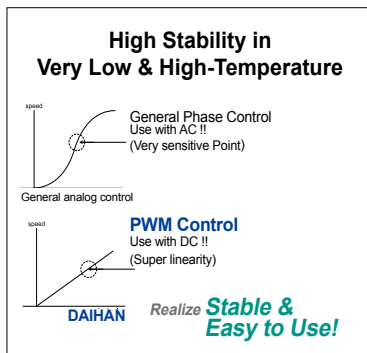 High Stability in
Very Low & High-Temperature
speed
General Phase Control
Use with AC !!
(Very sensitive Point)
General analog control
speed
PWM Control
Use with DC !!
(Super linearity)
DAIHAN
Realize Stable &
Easy to Use!